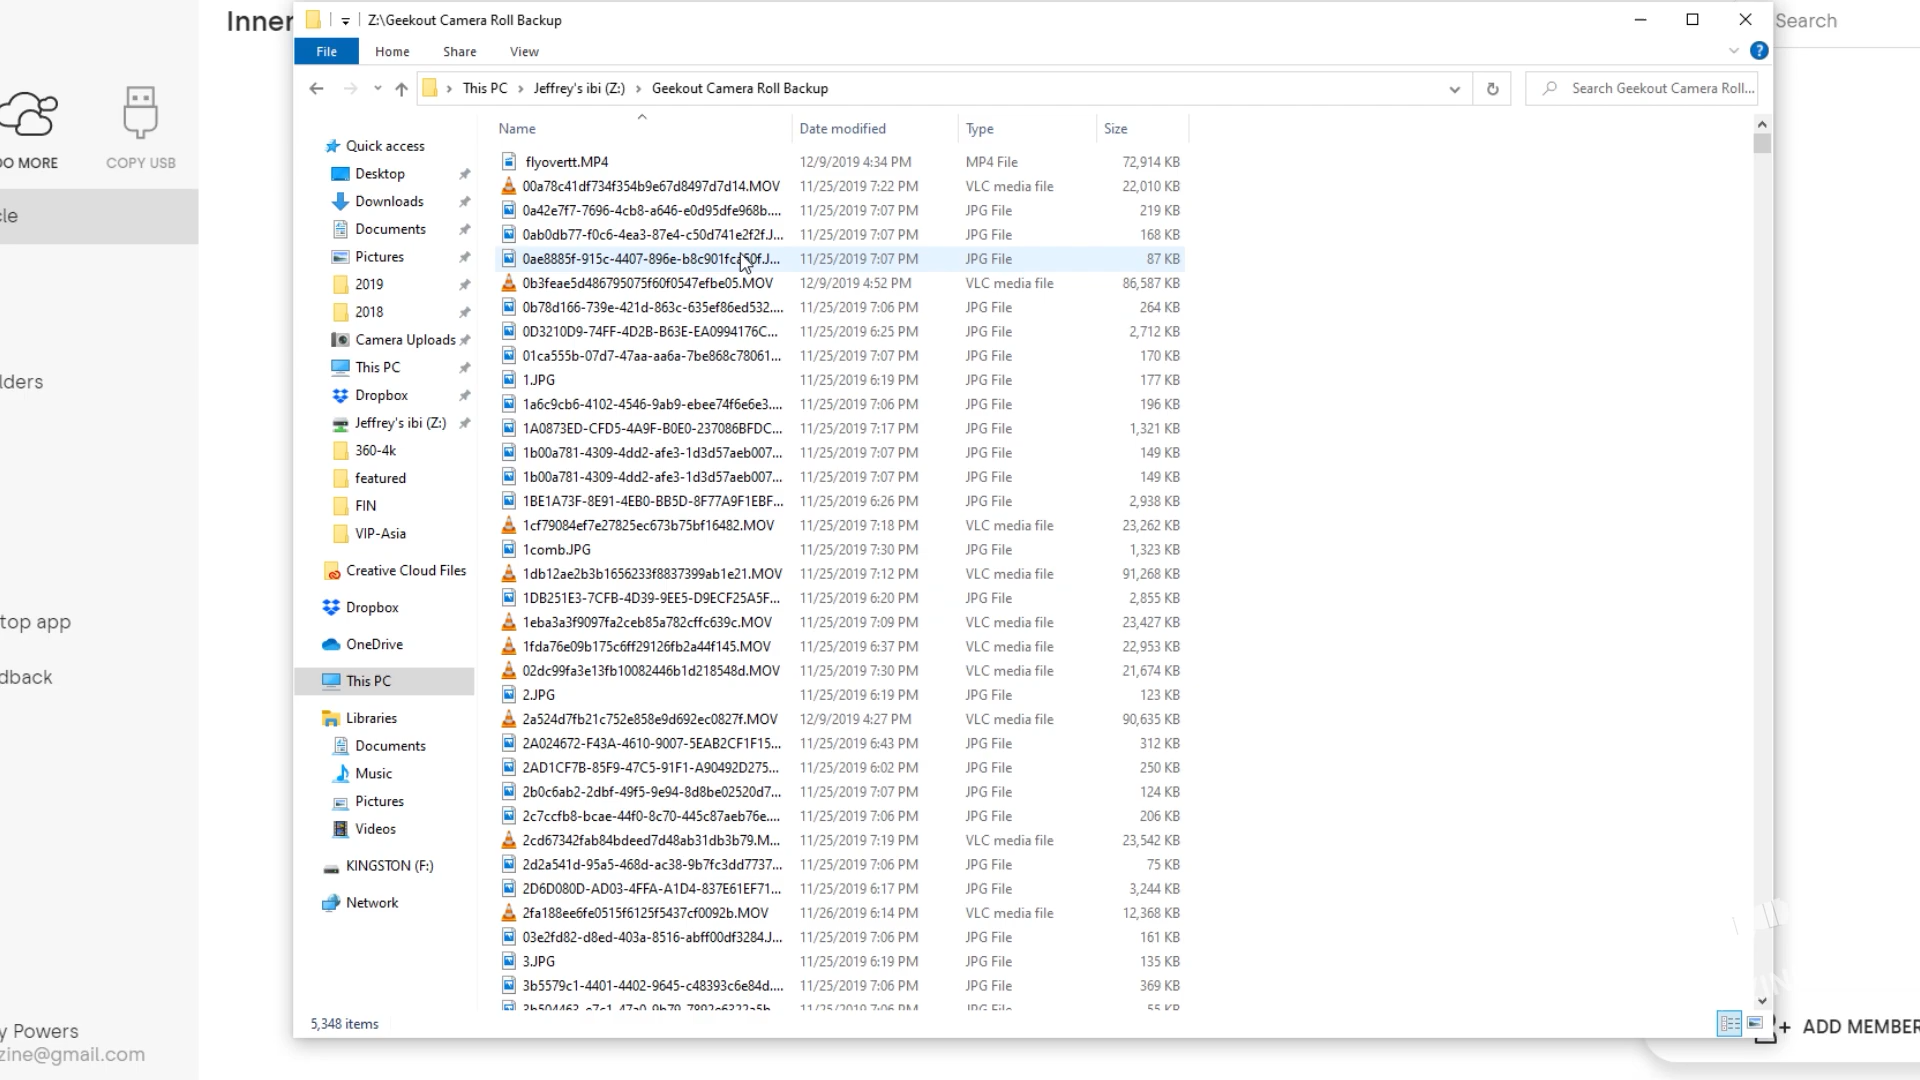 Inner
Z:\Geekout Camera Roll Backup
Search
File Home Share View
This PC > Jeffrey's ibi (Z:) > Geekout Camera Roll Backup
Search Geekout Camera Roll...
DO MORE
COPY USB
cle
lders
top app
dback
y Powers
zine@gmail.com
Quick access
Desktop
Downloads
Documents
Pictures
2019
2018
Camera Uploads
This PC
Dropbox
Jeffrey's ibi (Z:)
360-4k
featured
FIN
VIP-Asia
Creative Cloud Files
Dropbox
OneDrive
This PC
Libraries
Documents
Music
Pictures
Videos
KINGSTON (F:)
Network
Name Date modified Type Size
flyovertt.MP4 12/9/2019 4:34 PM MP4 File 72,914 KB
00a78c41df734f354b9e67d8497d7d14.MOV 11/25/2019 7:22 PM VLC media file 22,010 KB
0a42e7f7-7696-4cb8-a646-e0d95dfe968b.... 11/25/2019 7:07 PM JPG File 219 KB
0ab0db77-f0c6-4ea3-87e4-c50d741e2f2f.J... 11/25/2019 7:07 PM JPG File 168 KB
11/25/2019 7:07 PM JPG File 87 KB
0b3feae5d486795075f60f0547efbe05.MOV 12/9/2019 4:52 PM VLC media file 86,587 KB
0b78d166-739e-421d-863c-635ef86ed532.... 11/25/2019 7:06 PM JPG File 264 KB
0D3210D9-74FF-4D2B-B63E-EA0994176C... 11/25/2019 6:25 PM JPG File 2,712 KB
01ca555b-07d7-47aa-aa6a-7be868c78061... 11/25/2019 7:07 PM JPG File 170 KB
1.JPG 11/25/2019 6:19 PM JPG File 177 KB
1a6c9cb6-4102-4546-9ab9-ebee74f6e6e3.... 11/25/2019 7:06 PM JPG File 196 KB
1A0873ED-CFD5-4A9F-B0E0-237086BFDC... 11/25/2019 7:17 PM JPG File 1,321 KB
1b00a781-4309-4dd2-afe3-1d3d57aeb007... 11/25/2019 7:07 PM JPG File 149 KB
1b00a781-4309-4dd2-afe3-1d3d57aeb007... 11/25/2019 7:07 PM JPG File 149 KB
1BE1A73F-8E91-4EB0-BB5D-8F77A9F1EBF... 11/25/2019 6:26 PM JPG File 2,938 KB
1cf79084ef7e27825ec673b75bf16482.MOV 11/25/2019 7:18 PM VLC media file 23,262 KB
1comb.JPG 11/25/2019 7:30 PM JPG File 1,323 KB
1db12ae2b3b1656233f8837399ab1e21.MOV 11/25/2019 7:12 PM VLC media file 91,268 KB
1DB251E3-7CFB-4D39-9EE5-D9ECF25A5F... 11/25/2019 6:20 PM JPG File 2,855 KB
1eba3a3f9097fa2ceb85a782cffc639c.MOV 11/25/2019 7:09 PM VLC media file 23,427 KB
1fda76e09b175c6ff29126fb2a44f145.MOV 11/25/2019 6:37 PM VLC media file 22,953 KB
02dc99fa3e13fb10082446b1d218548d.MOV 11/25/2019 7:30 PM VLC media file 21,674 KB
2.JPG 11/25/2019 6:19 PM JPG File 123 KB
2a524d7fb21c752e858e9d692ec0827f.MOV 12/9/2019 4:27 PM VLC media file 90,635 KB
2A024672-F43A-4610-9007-5EAB2CF1F15... 11/25/2019 6:43 PM JPG File 312 KB
2AD1CF7B-85F9-47C5-91F1-A90492D275... 11/25/2019 6:02 PM JPG File 250 KB
2b0c6ab2-2dbf-49f5-9e94-8d8be02520d7... 11/25/2019 7:07 PM JPG File 124 KB
2c7ccfb8-bcae-44f0-8c70-445c87aeb76e.... 11/25/2019 7:06 PM JPG File 206 KB
2cd67342fab84bdeed7d48ab31db3b79.M... 11/25/2019 7:19 PM VLC media file 23,542 KB
2d2a541d-95a5-468d-ac38-9b7fc3dd7737... 11/25/2019 7:06 PM JPG File 75 KB
2D6D080D-AD03-4FFA-A1D4-837E61EF71... 11/25/2019 6:17 PM JPG File 3,244 KB
2fa188ee6fe0515f6125f5437cf0092b.MOV 11/26/2019 6:14 PM VLC media file 12,368 KB
03e2fd82-d8ed-403a-8516-abff00df3284.J... 11/25/2019 7:06 PM JPG File 161 KB
3.JPG 11/25/2019 6:19 PM JPG File 135 KB
3b5579c1-4401-4402-9645-c48393c6e84d.... 11/25/2019 7:06 PM JPG File 369 KB
11/25/2019 7:06 PM JPG File 55 KB
5,348 items
ADD MEMBER